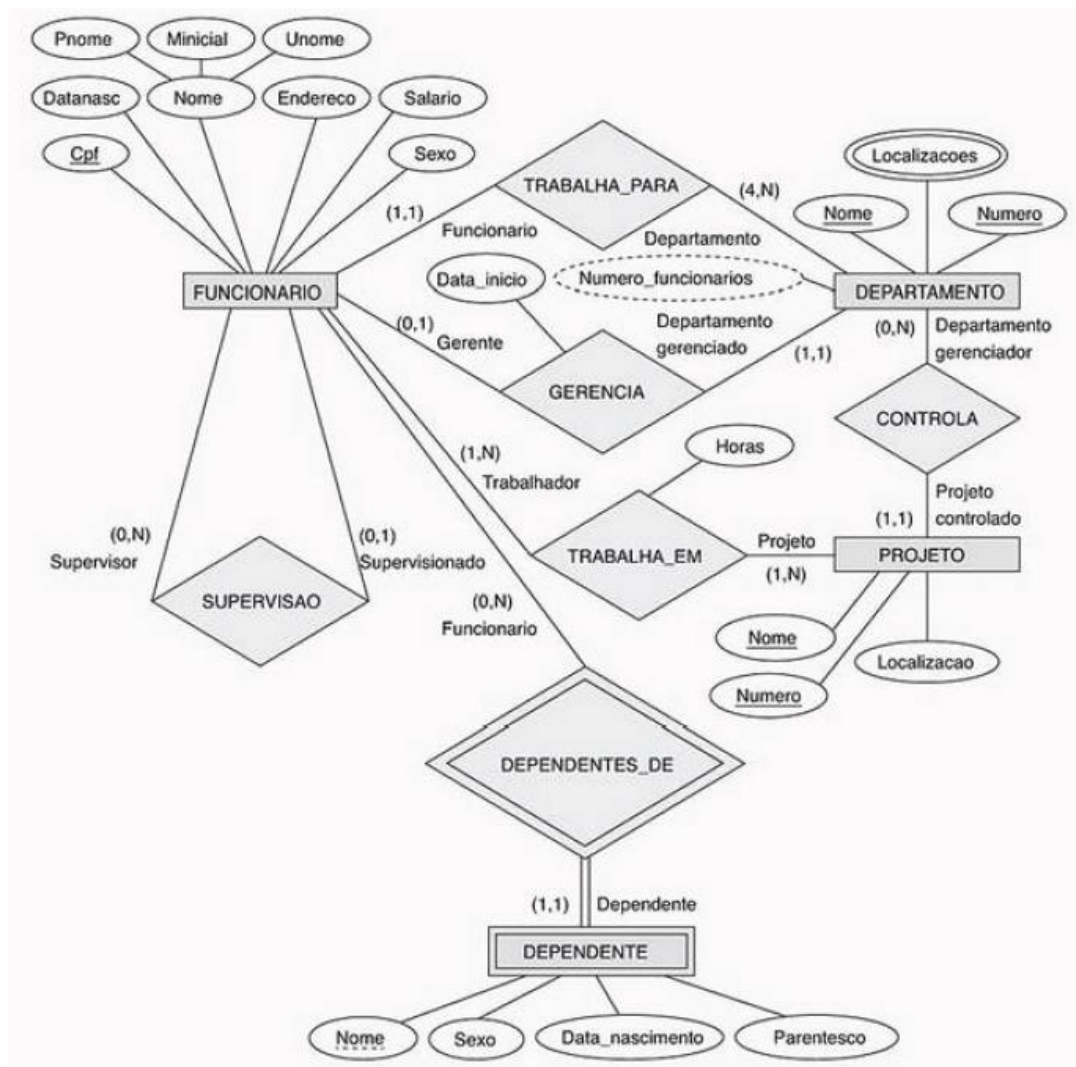 Pnome
Minicial
Unome
Datanasc
Nome
Endereco
Salario
Cpf
Sexo
TRABALHA_PARA
Localizacoes
(1,1)
(4,N)
Nome
Numero
Funcionario
Departamento
Data_inicio
Numero_funcionarios
FUNCIONARIO
DEPARTAMENTO
(0,1)
Gerente
Departamento
gerenciado
(1,1)
(0,N)
Departamento
gerenciador
GERENCIA
CONTROLA
Horas
(1,N)
Trabalhador
Projeto
controlado
(1,1)
(0,N)
Supervisor
(0,1)
Supervisionado
TRABALHA_EM
Projeto
(1,N)
PROJETO
SUPERVISAO
(0,N)
Funcionario
Nome
Localizacao
Numero
DEPENDENTES_DE
(1,1)
Dependente
DEPENDENTE
Nome
Sexo
Data_nascimento
Parentesco